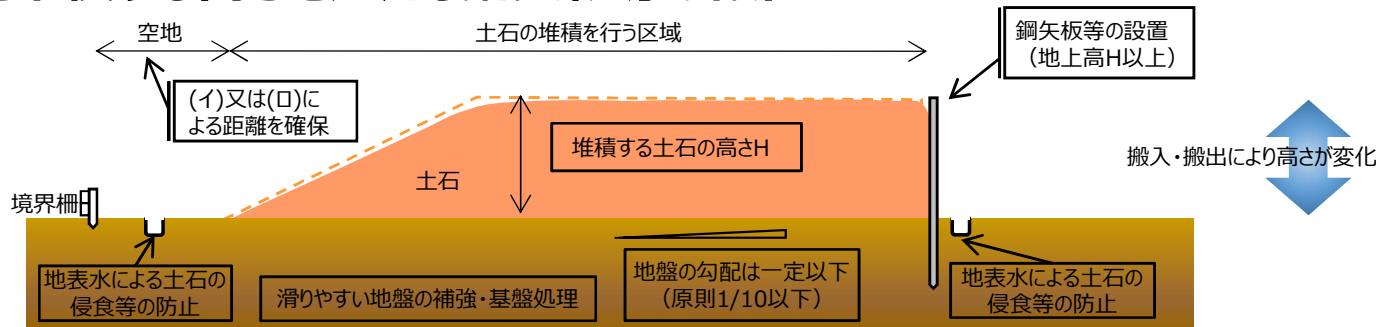 空地
土石の堆積を行う区域
鋼矢板等の設置
（地上高H以上）
(イ)又は(ロ)に
よる距離を確保
堆積する土石の高さH
搬入・搬出により高さが変化
土石
境界柵
地表水による土石の
侵食等の防止
滑りやすい地盤の補強・基盤処理
地盤の勾配は一定以下
（原則1/10以下）
地表水による土石の
侵食等の防止